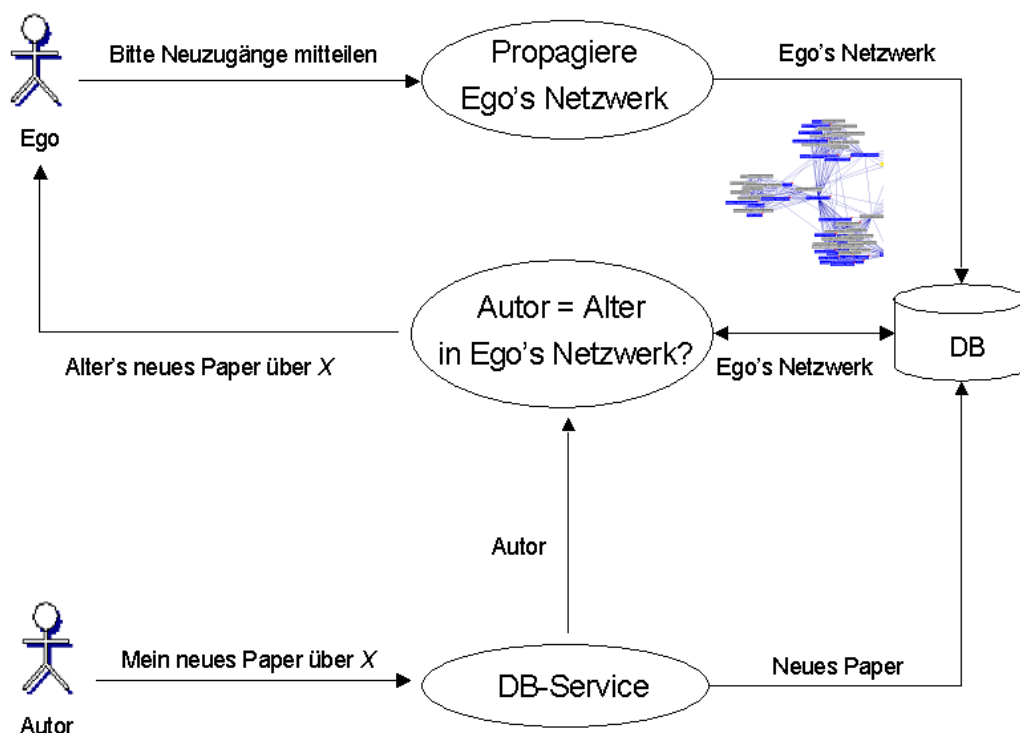 Bitte Neuzugänge mitteilen
Propagiere
Ego's Netzwerk
Ego's Netzwerk
Ego
Autor = Alter
in Ego's Netzwerk?
DB
Alter's neues Paper über X
Ego's Netzwerk
Autor
Mein neues Paper über X
DB-Service
Neues Paper
Autor